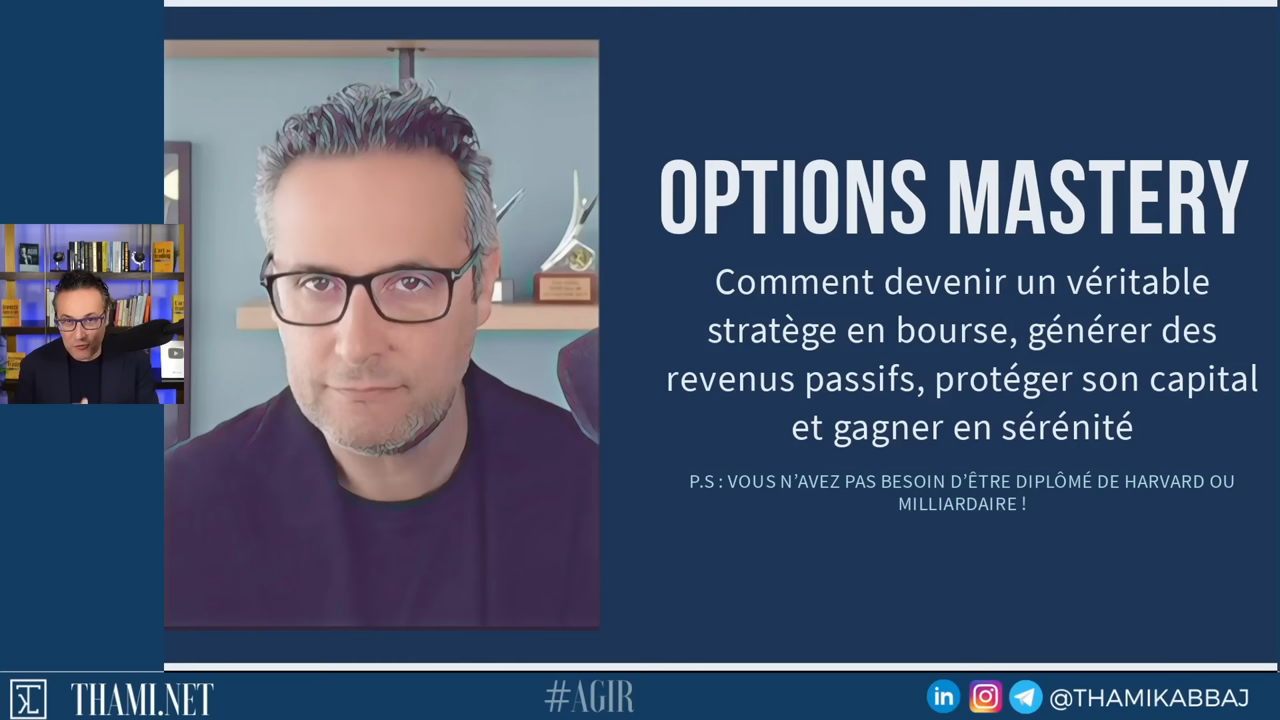 OPTIONS MASTERY
Comment devenir un véritable
stratège en bourse, générer des
revenus passifs, protéger son capital
et gagner en sérénité
P.S : VOUS N'AVEZ PAS BESOIN D'ÊTRE DIPLÔMÉ DE HARVARD OU
MILLIARDAIRE !
THAMI.NET
#AGIR
@THAMIKABBAJ